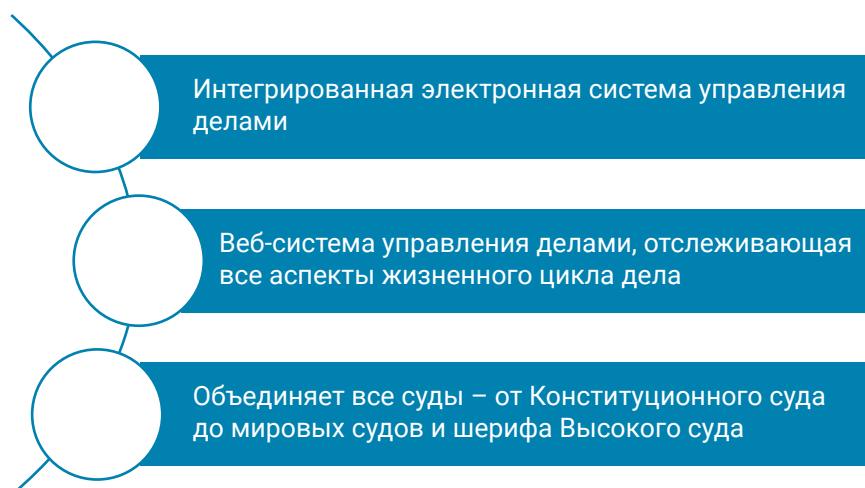 Интегрированная электронная система управления
делами
Веб-система управления делами, отслеживающая
все аспекты жизненного цикла дела
Объединяет все суды – от Конституционного суда
до мировых судов и шерифа Высокого суда